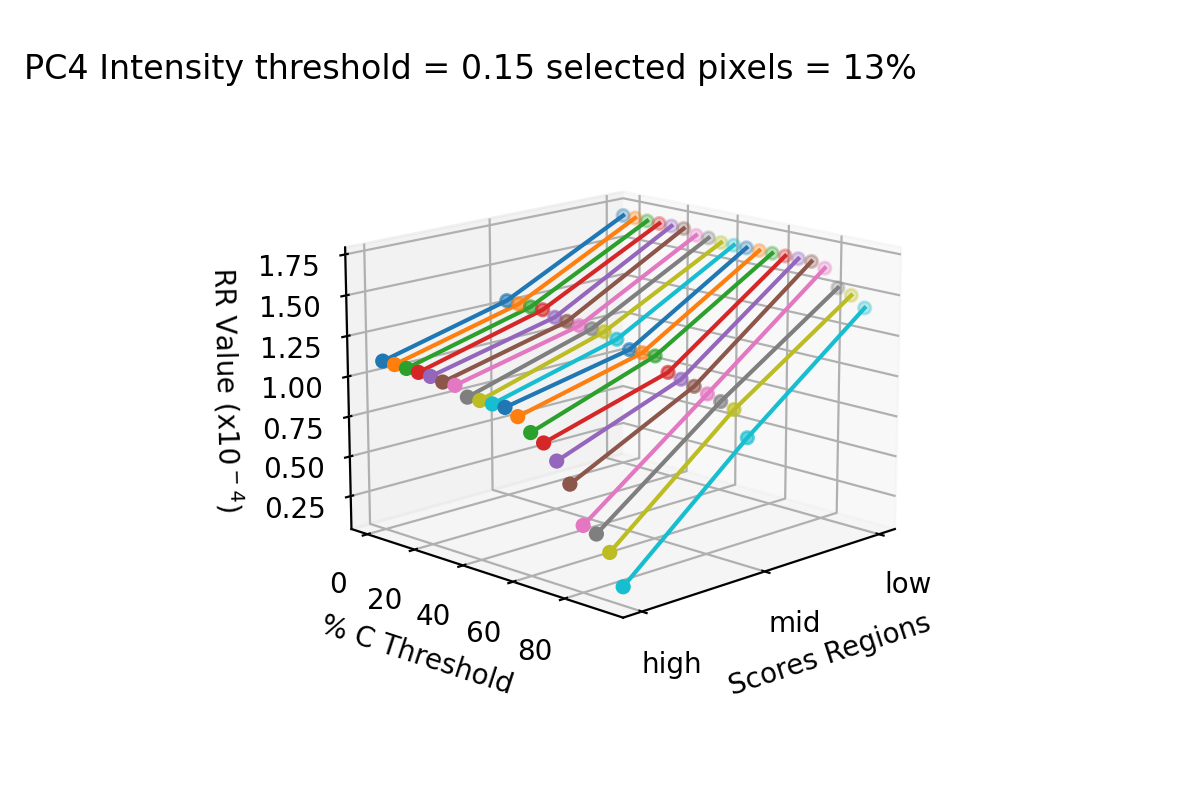 PC4 Intensity threshold = 0.15 selected pixels = 13%
RR Value (x10⁻⁴)
1.75
1.50
1.25
1.00
0.75
0.50
0.25
0
20
40
60
80
% C Threshold
high
mid
low
Scores Regions